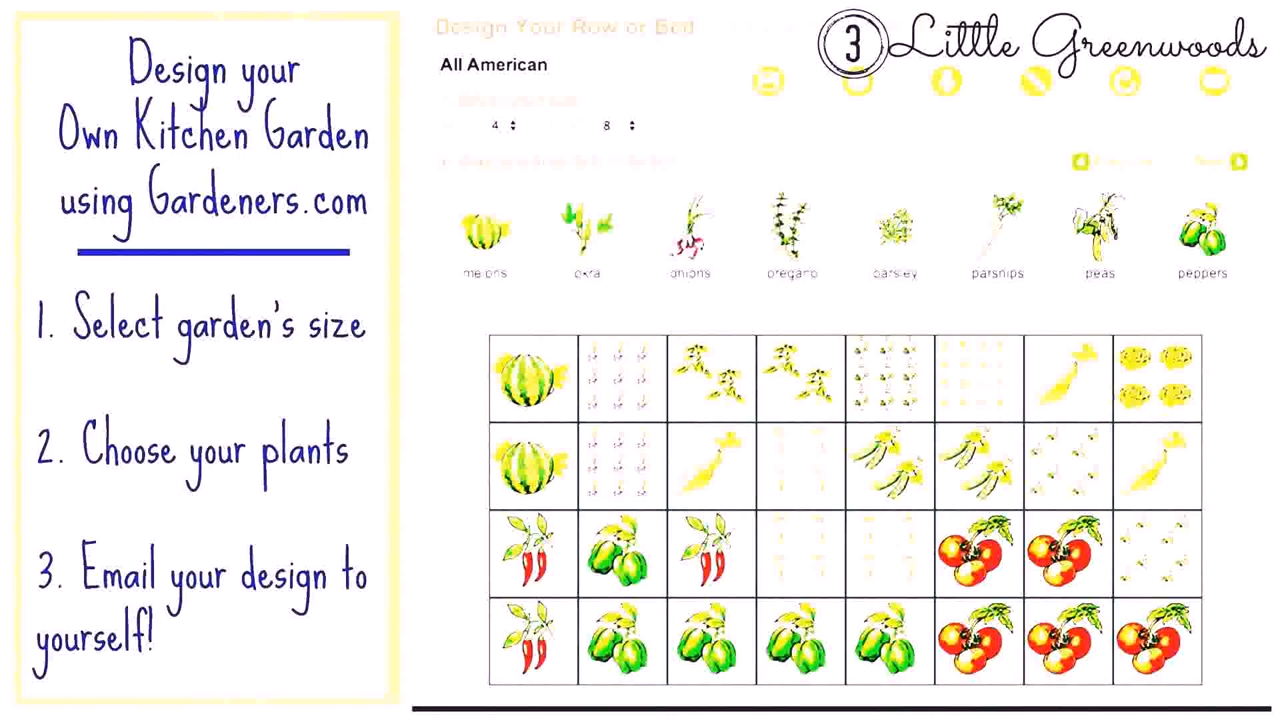 Design your
Own Kitchen Garden
using Gardeners.com
1. Select garden's size
2. Choose your plants
3. Email your design to
yourself!
Design Your Row or Bed
3 Little Greenwoods
All American
4 8
melons okra onions oregano parsley parsnips peas peppers